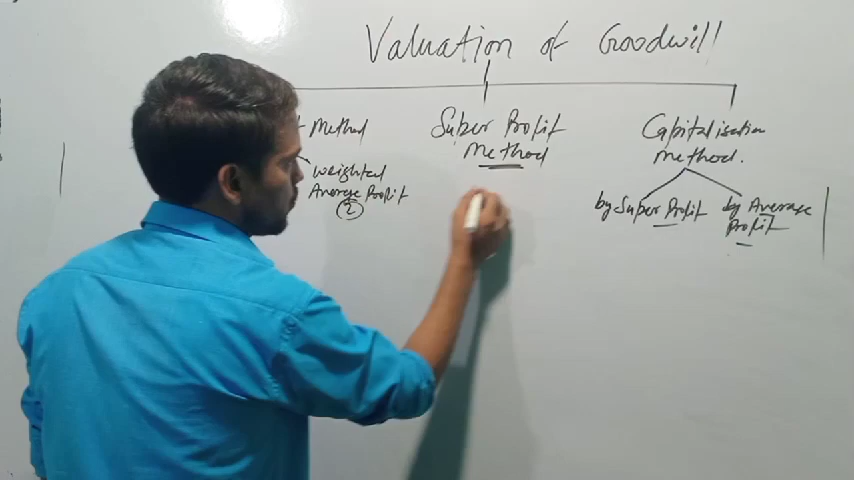 Valuation of Goodwill
Method
Weighted
Average Profit
2
Super Profit
Method
Capitalisation
method.
by Super Profit
by Average
Profit